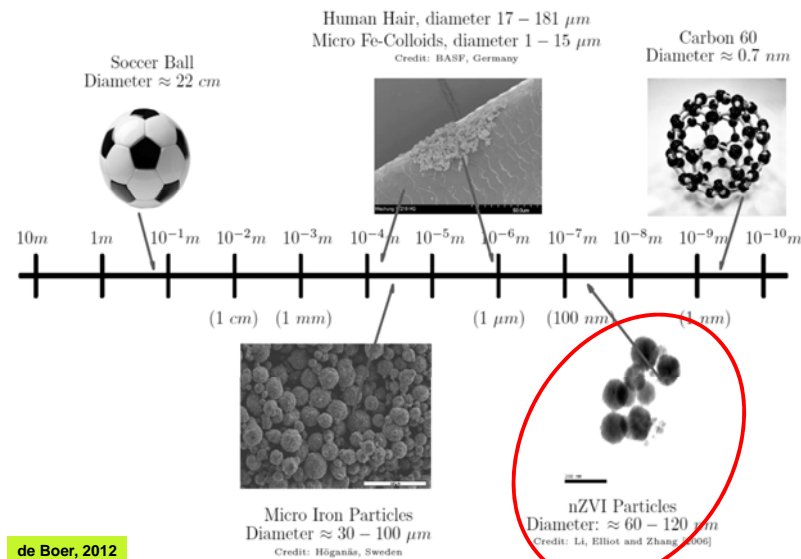 Human Hair, diameter 17 – 181 μm
Micro Fe-Colloids, diameter 1 – 15 μm
Credit: BASF, Germany
Carbon 60
Diameter ≈ 0.7 nm
Soccer Ball
Diameter ≈ 22 cm
10m 1m 10⁻¹m 10⁻²m 10⁻³m 10⁻⁴m 10⁻⁵m 10⁻⁶m 10⁻⁷m 10⁻⁸m 10⁻⁹m 10⁻¹⁰m
(1 cm) (1 mm) (1 μm) (100 nm) (1 nm)
Micro Iron Particles
Diameter ≈ 30 – 100 μm
Credit: Höganäs, Sweden
nZVI Particles
Diameter: ≈ 60 – 120
Credit: Li, Elliot and Zhang [2006]
de Boer, 2012